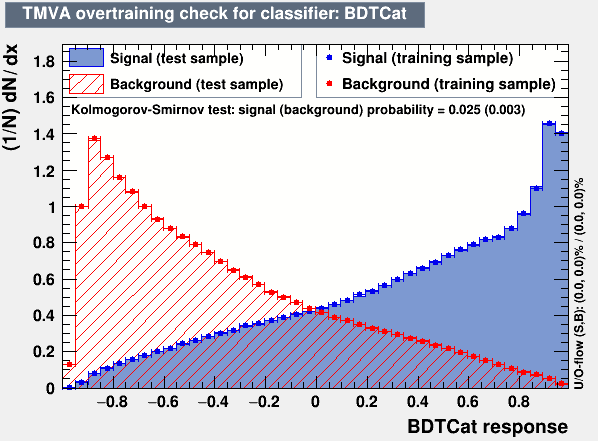 TMVA overtraining check for classifier: BDTCat
(1/N) dN / dx
Signal (test sample)
Background (test sample)
Signal (training sample)
Background (training sample)
Kolmogorov-Smirnov test: signal (background) probability = 0.025 (0.003)
1.8
1.6
1.4
1.2
1
0.8
0.6
0.4
0.2
0
−0.8 −0.6 −0.4 −0.2 0 0.2 0.4 0.6 0.8
BDTCat response
U/O-flow (S,B): (0.0, 0.0)% / (0.0, 0.0)%